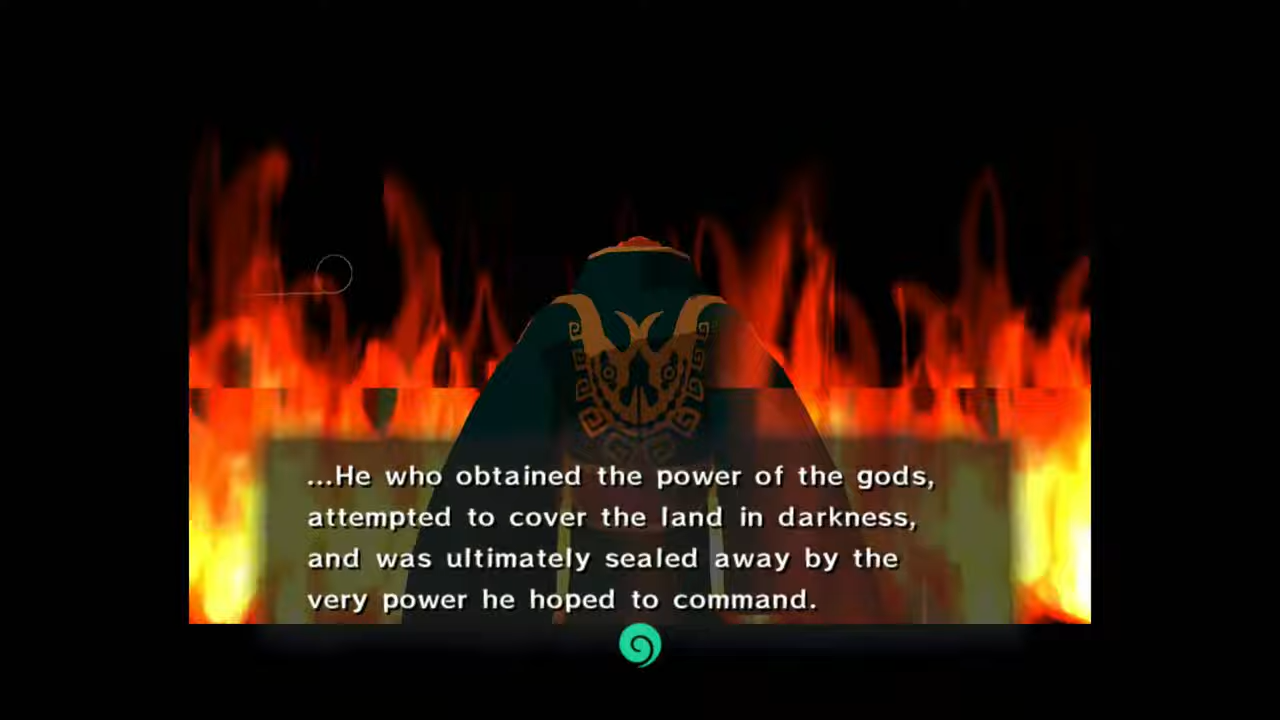 ...He who obtained the power of the gods,
attempted to cover the land in darkness,
and was ultimately sealed away by the
very power he hoped to command.